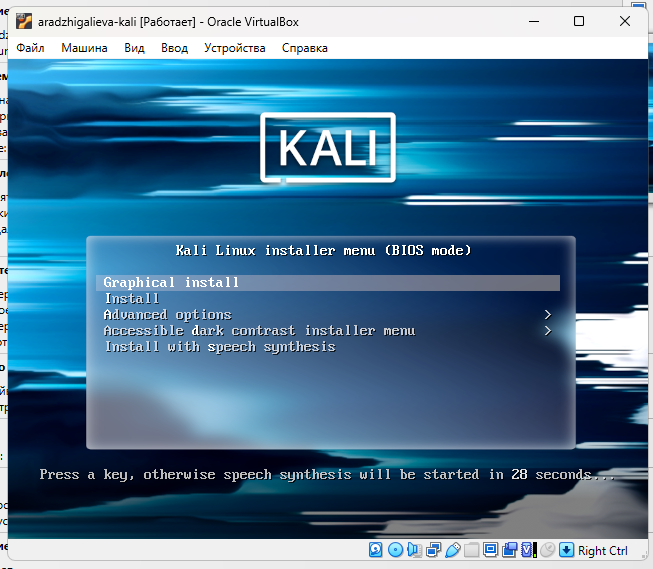 aradzhigalieva-kali [Работает] - Oracle VirtualBox
Файл Машина Вид Ввод Устройства Справка
KALI
Kali Linux installer menu (BIOS mode)
Graphical install
Install
Advanced options >
Accessible dark contrast installer menu >
Install with speech synthesis
Press a key, otherwise speech synthesis will be started in 28 seconds...
Right Ctrl